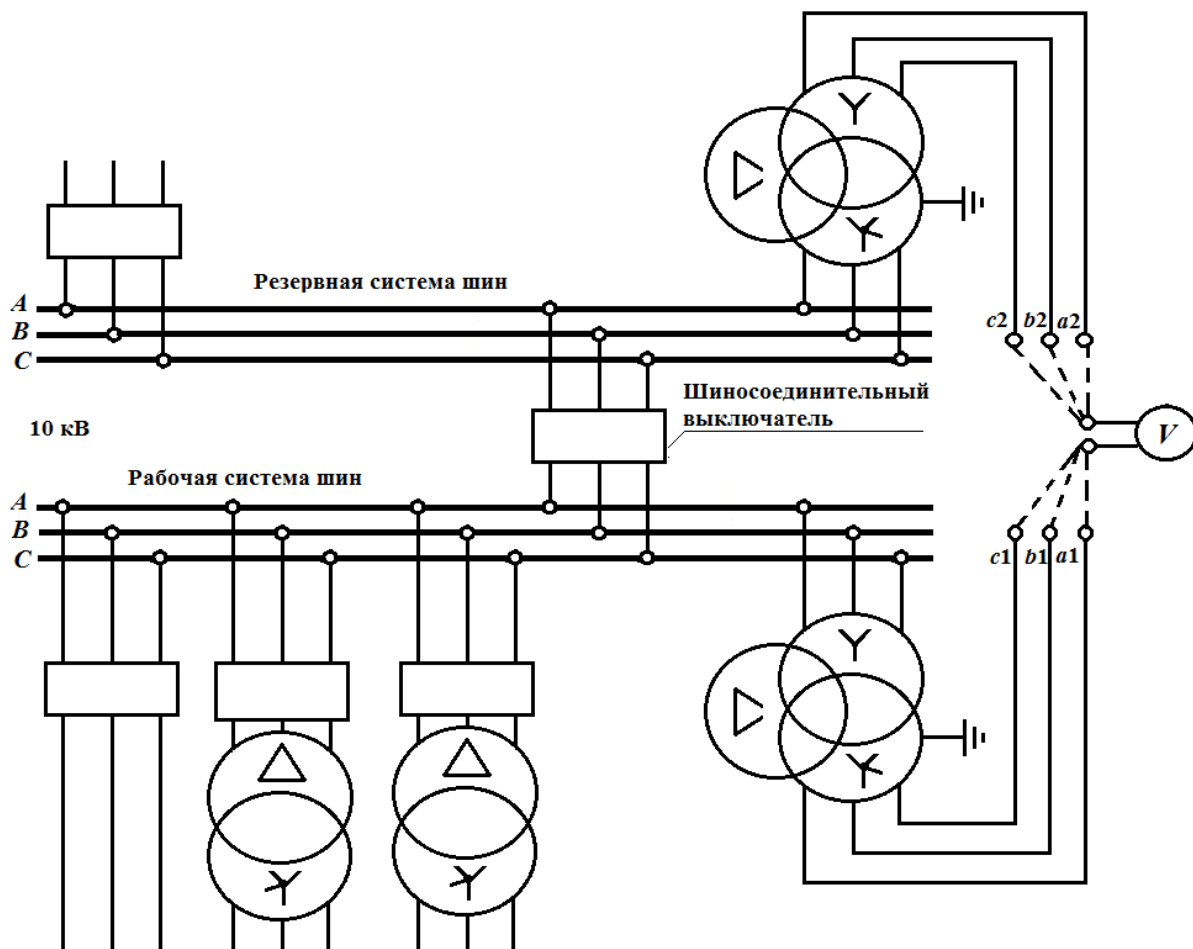 Резервная система шин
A
B
C
c2 b2 a2
Шиносоединительный
выключатель
V
10 кВ
Рабочая система шин
A
B
C
c1 b1 a1